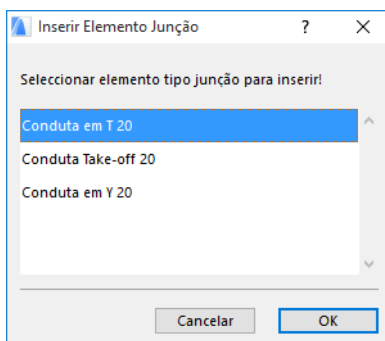 Inserir Elemento Junção
?
Seleccionar elemento tipo junção para inserir!
Conduta em T 20
Conduta Take-off 20
Conduta em Y 20
Cancelar
OK